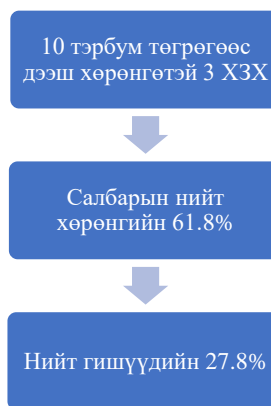 10 тэрбум төгрөгөөс
дээш хөрөнгөтэй 3 ХЗХ
Салбарын нийт
хөрөнгийн 61.8%
Нийт гишүүдийн 27.8%